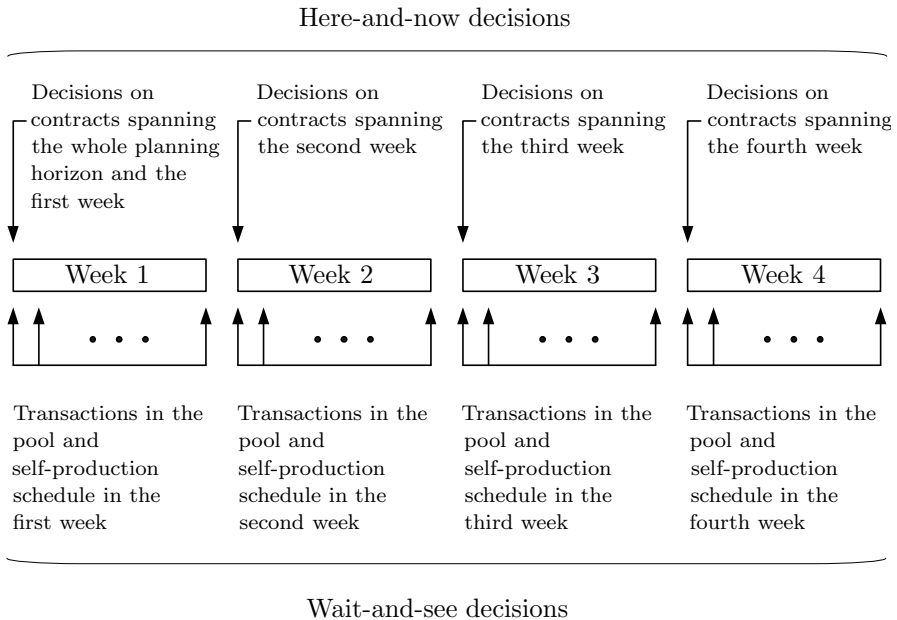 Here-and-now decisions
Decisions on
contracts spanning
the whole planning
horizon and the
first week
Decisions on
contracts spanning
the second week
Decisions on
contracts spanning
the third week
Decisions on
contracts spanning
the fourth week
Week 1
Week 2
Week 3
Week 4
Transactions in the
pool and
self-production
schedule in the
first week
Transactions in the
pool and
self-production
schedule in the
second week
Transactions in the
pool and
self-production
schedule in the
third week
Transactions in the
pool and
self-production
schedule in the
fourth week
Wait-and-see decisions